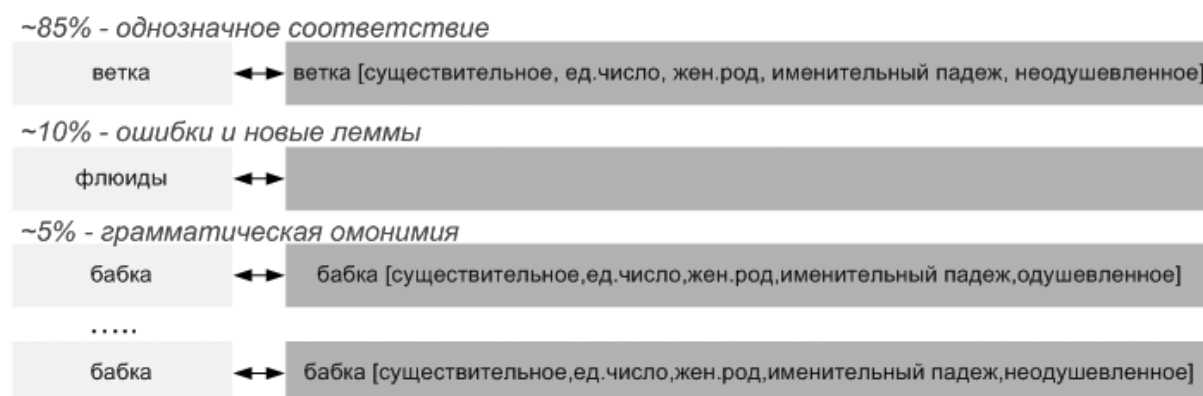 ~85% - однозначное соответствие
ветка ветка [существительное, ед.число, жен.род, именительный падеж, неодушевленное]
~10% - ошибки и новые леммы
флюиды
~5% - грамматическая омонимия
бабка бабка [существительное,ед.число,жен.род,именительный падеж,одушевленное]
.....
бабка бабка [существительное,ед.число,жен.род,именительный падеж,неодушевленное]